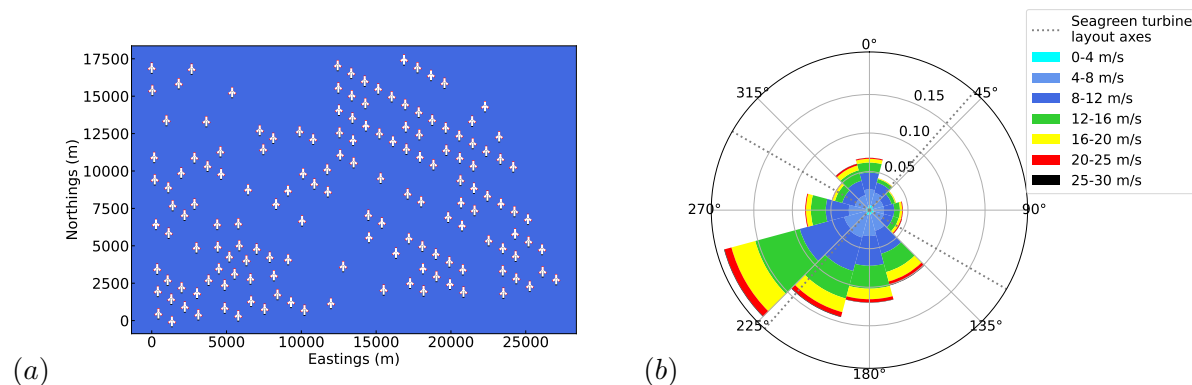 17500
15000
12500
10000
7500
5000
2500
0
Northings (m)
0 5000 10000 15000 20000 25000
Eastings (m)
(a)
0°
45°
90°
135°
180°
225°
270°
315°
0.05
0.10
0.15
Seagreen turbine
layout axes
0-4 m/s
4-8 m/s
8-12 m/s
12-16 m/s
16-20 m/s
20-25 m/s
25-30 m/s
(b)